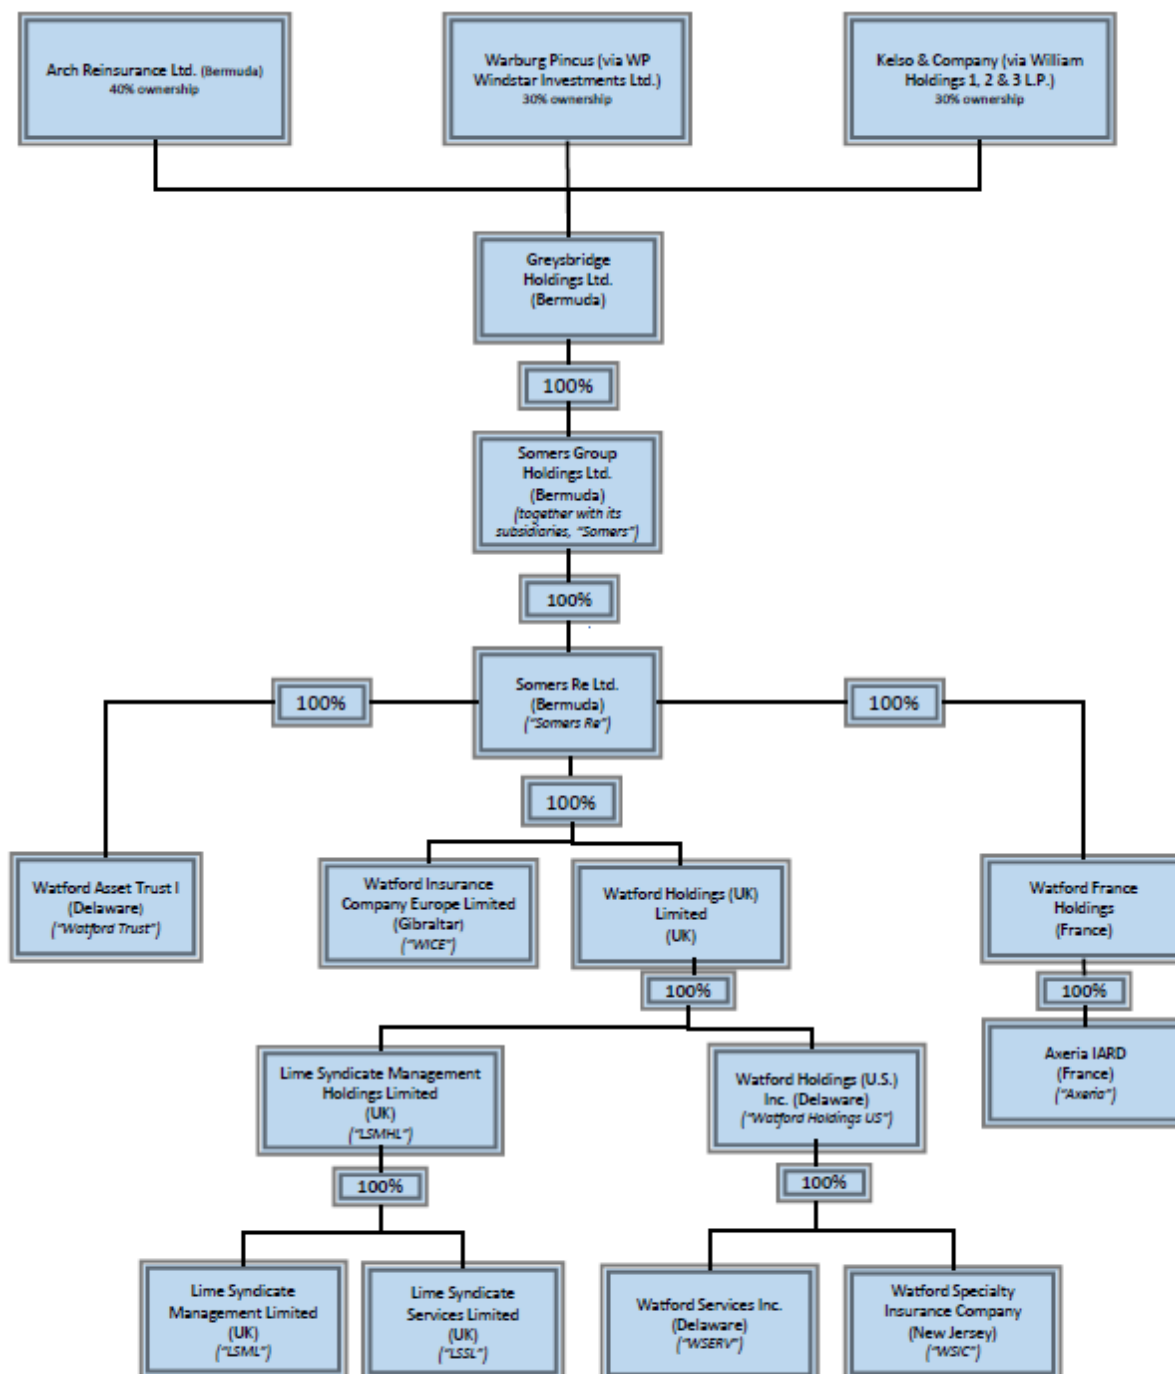 Arch Reinsurance Ltd. (Bermuda)
40% ownership
Warburg Pincus (via WP
Windstar Investments Ltd.)
30% ownership
Kelso & Company (via William
Holdings 1, 2 & 3 L.P.)
30% ownership
Greysbridge
Holdings Ltd.
(Bermuda)
100%
Somers Group
Holdings Ltd.
(Bermuda)
(together with its
subsidiaries, "Somers")
100%
Somers Re Ltd.
(Bermuda)
("Somers Re")
100%
100%
100%
Watford Asset Trust I
(Delaware)
("Watford Trust")
Watford Insurance
Company Europe Limited
(Gibraltar)
("WICE")
Watford Holdings (UK)
Limited
(UK)
Watford France
Holdings
(France)
100%
100%
Lime Syndicate Management
Holdings Limited
(UK)
("LSMHL")
Watford Holdings (U.S.)
Inc. (Delaware)
("Watford Holdings US")
Axeria IARD
(France)
("Axeria")
100%
100%
Lime Syndicate
Management Limited
(UK)
("LSML")
Lime Syndicate
Services Limited
(UK)
("LSSL")
Watford Services Inc.
(Delaware)
("WSERV")
Watford Specialty
Insurance Company
(New Jersey)
("WSIC")